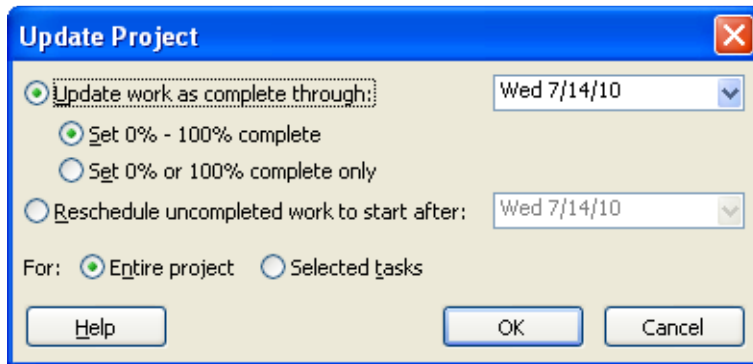 Update Project
Update work as complete through: Wed 7/14/10
Set 0% - 100% complete
Set 0% or 100% complete only
Reschedule uncompleted work to start after: Wed 7/14/10
For: Entire project Selected tasks
Help OK Cancel